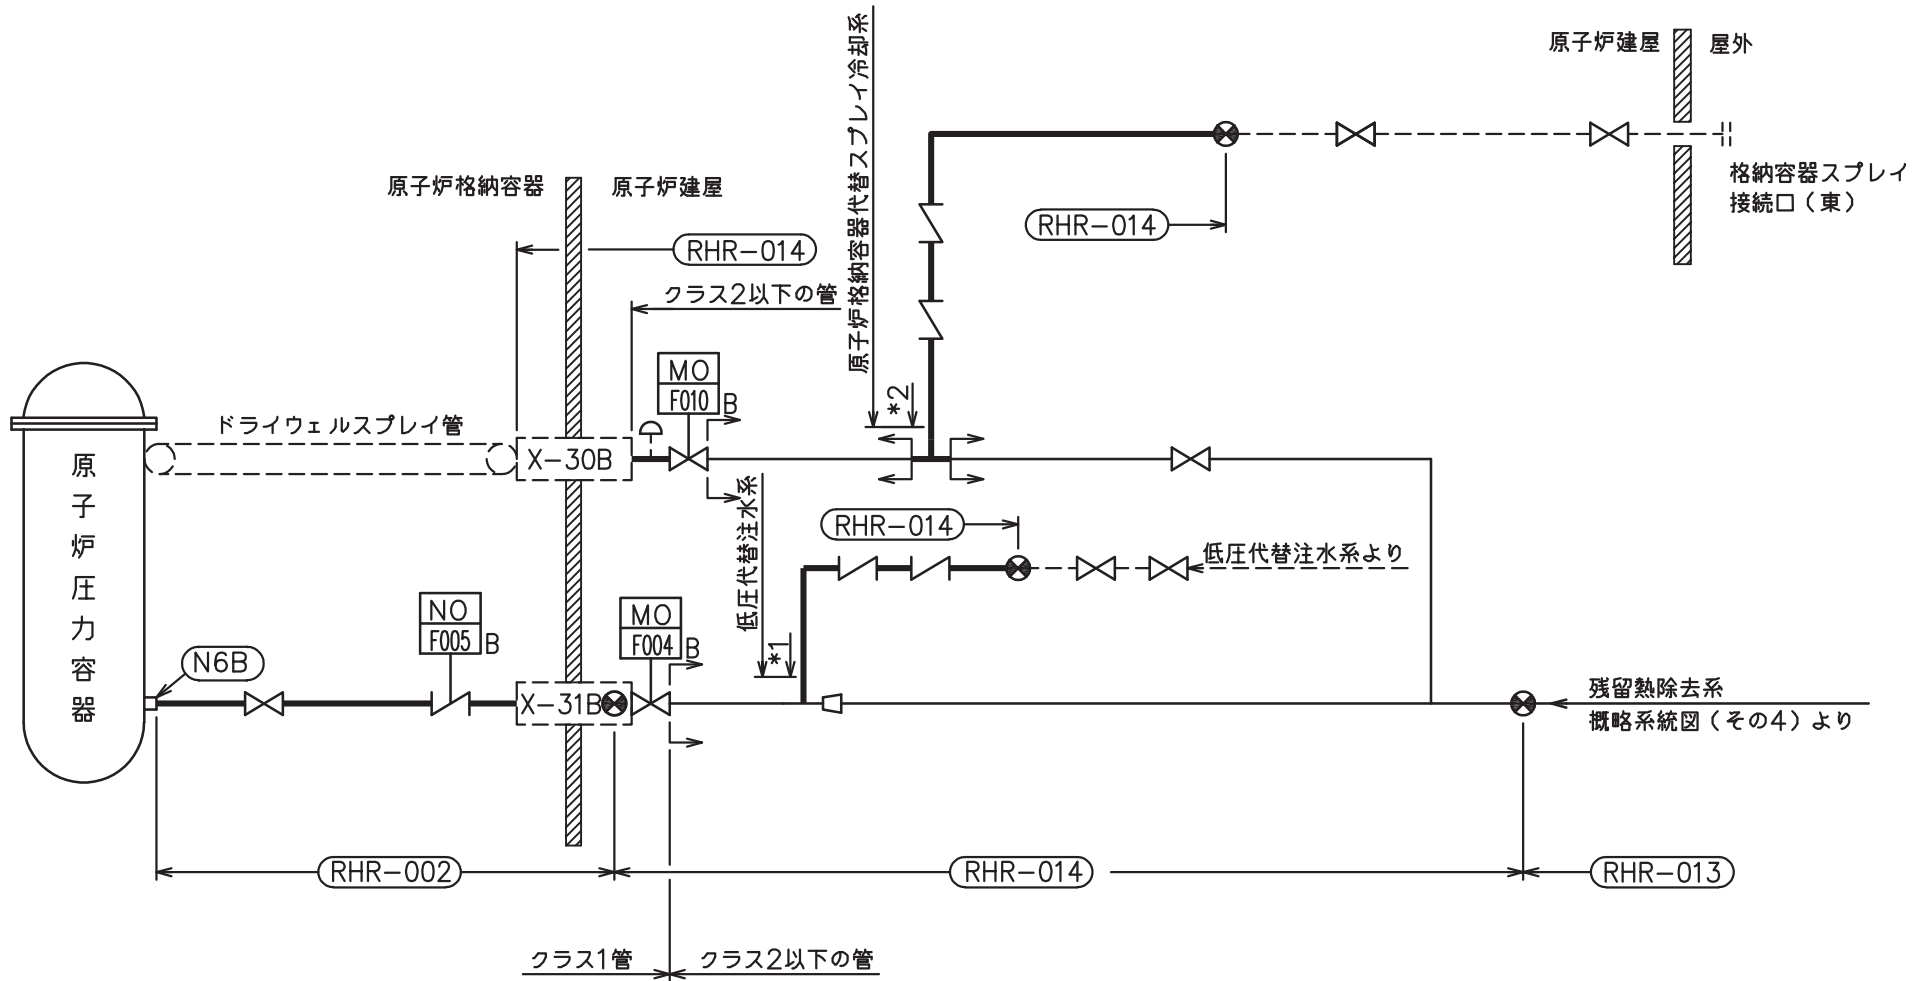 原子炉建屋
屋外
格納容器スプレイ
接続口(東)
RHR-014
原子炉格納容器代替スプレイ冷却系
原子炉格納容器
原子炉建屋
RHR-014
クラス2以下の管
MO
F010
B
*2
ドライウェルスプレイ管
X-30B
原子炉圧力容器
低圧代替注水系
RHR-014
低圧代替注水系より
*1
NO
F005
B
MO
F004
B
N6B
X-31B
残留熱除去系
概略系統図(その4)より
RHR-002
RHR-014
RHR-013
クラス1管
クラス2以下の管